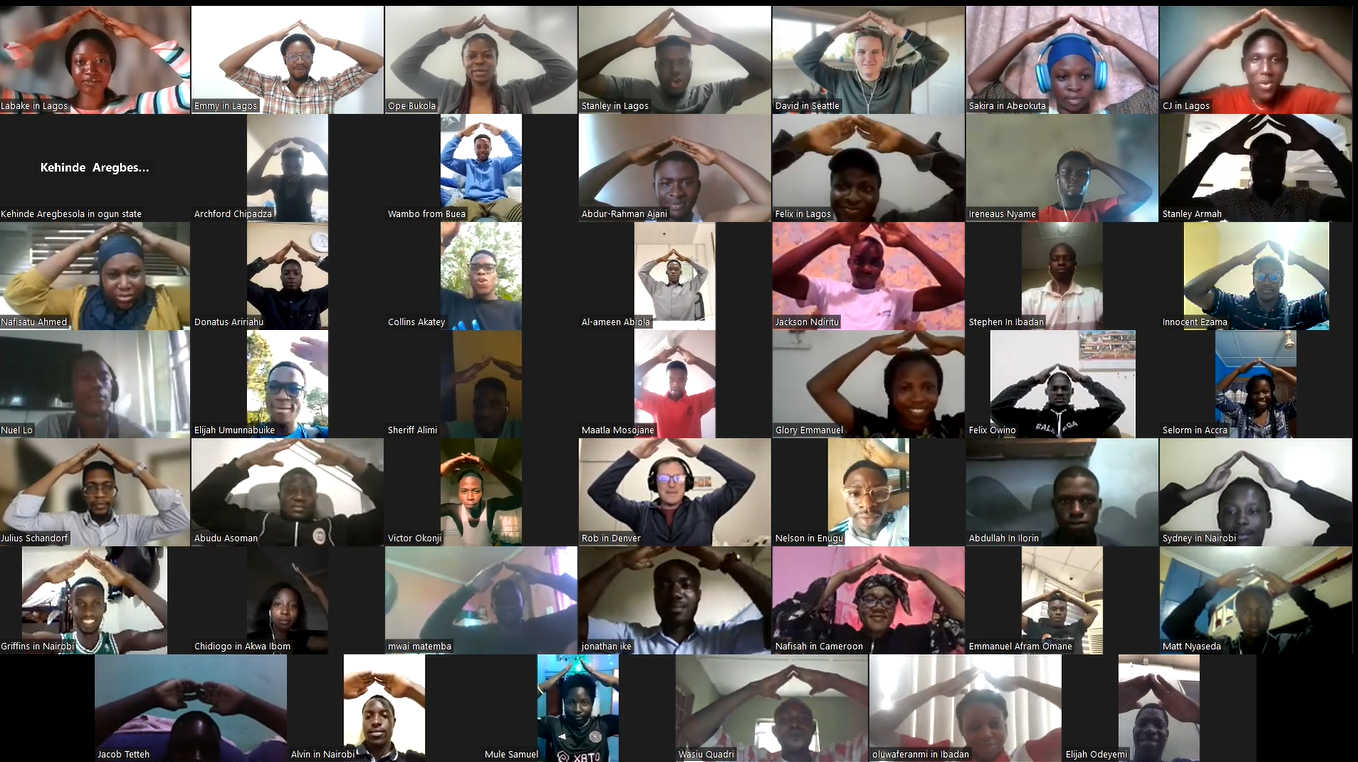 Labake in Lagos
Emmy in Lagos
Ope Bukola
Stanley in Lagos
David in Seattle
Sakira in Abeokuta
CJ in Lagos
Kehinde Aregbes...
Kehinde Aregbesola in ogun state
Archford Chipadza
Wambo from Buea
Abdur-Rahman Ajani
Felix in Lagos
Ireneaus Nyame
Stanley Armah
Nafisatu Ahmed
Donatus Aririahu
Collins Akatey
Al-ameen Abiola
Jackson Ndiritu
Stephen In Ibadan
Innocent Ezama
Nuel Lo
Elijah Umunnabuike
Sheriff Alimi
Maatla Mosojane
Glory Emmanuel
Felix Owino
Selorm in Accra
Julius Schandorf
Abudu Asoman
Victor Okonji
Rob in Denver
Nelson in Enugu
Abdullah In Ilorin
Sydney in Nairobi
Griffins in Nairobi
Chidiogo in Akwa Ibom
mwai matemba
jonathan ike
Nafisah in Cameroon
Emmanuel Afram Omane
Matt Nyaseda
Jacob Tetteh
Alvin in Nairobi
Mule Samuel
XBTO
Wasiu Quadri
oluwaferanmi in Ibadan
Elijah Odeyemi